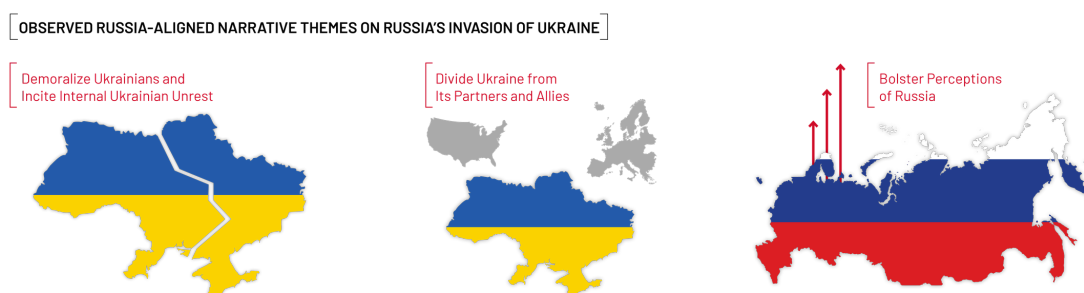 OBSERVED RUSSIA-ALIGNED NARRATIVE THEMES ON RUSSIA'S INVASION OF UKRAINE
Demoralize Ukrainians and
Incite Internal Ukrainian Unrest
Divide Ukraine from
Its Partners and Allies
Bolster Perceptions
of Russia